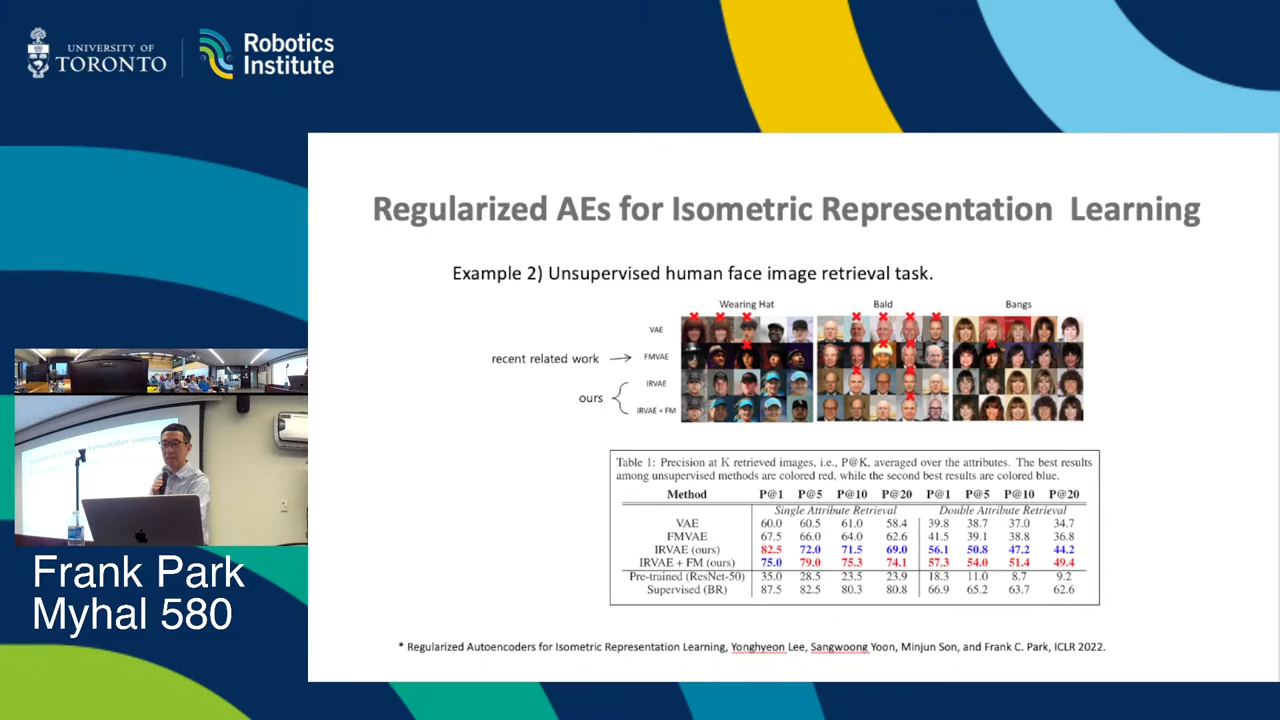 UNIVERSITY OF
TORONTO
Robotics
Institute
Regularized AEs for Isometric Representation Learning
Example 2) Unsupervised human face image retrieval task.
Wearing Hat Bald Bangs
VAE
recent related work FMVAE
IRVAE
ours
IRVAE + FM
Table 1: Precision at K retrieved images, i.e., P@K, averaged over the attributes. The best results
among unsupervised methods are colored red, while the second best results are colored blue.
Method P@1 P@5 P@10 P@20 P@1 P@5 P@10 P@20
Single Attribute Retrieval Double Attribute Retrieval
VAE 60.0 60.5 61.0 58.4 39.8 38.7 37.0 34.7
FMVAE 67.5 66.0 64.0 62.6 41.5 39.1 38.8 36.8
IRVAE (ours) 82.5 72.0 71.5 69.0 56.1 50.8 47.2 44.2
IRVAE + FM (ours) 75.0 79.0 75.3 74.1 57.3 54.0 51.4 49.4
Pre-trained (ResNet-50) 35.0 28.5 23.5 23.9 18.3 11.0 8.7 9.2
Supervised (BR) 87.5 82.5 80.3 80.8 66.9 65.2 63.7 62.6
* Regularized Autoencoders for Isometric Representation Learning, Yonghyeon Lee, Sangwoong Yoon, Minjun Son, and Frank C. Park, ICLR 2022.
Frank Park
Myhal 580